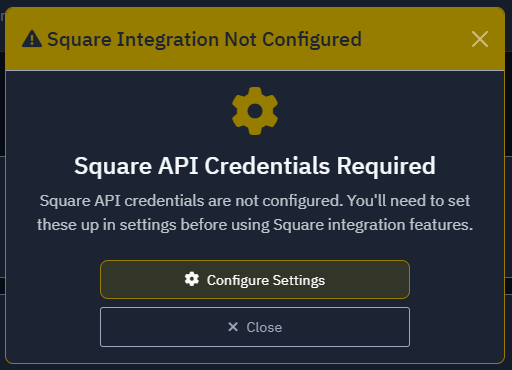 Square Integration Not Configured
Square API Credentials Required
Square API credentials are not configured. You'll need to set
these up in settings before using Square integration features.
Configure Settings
Close